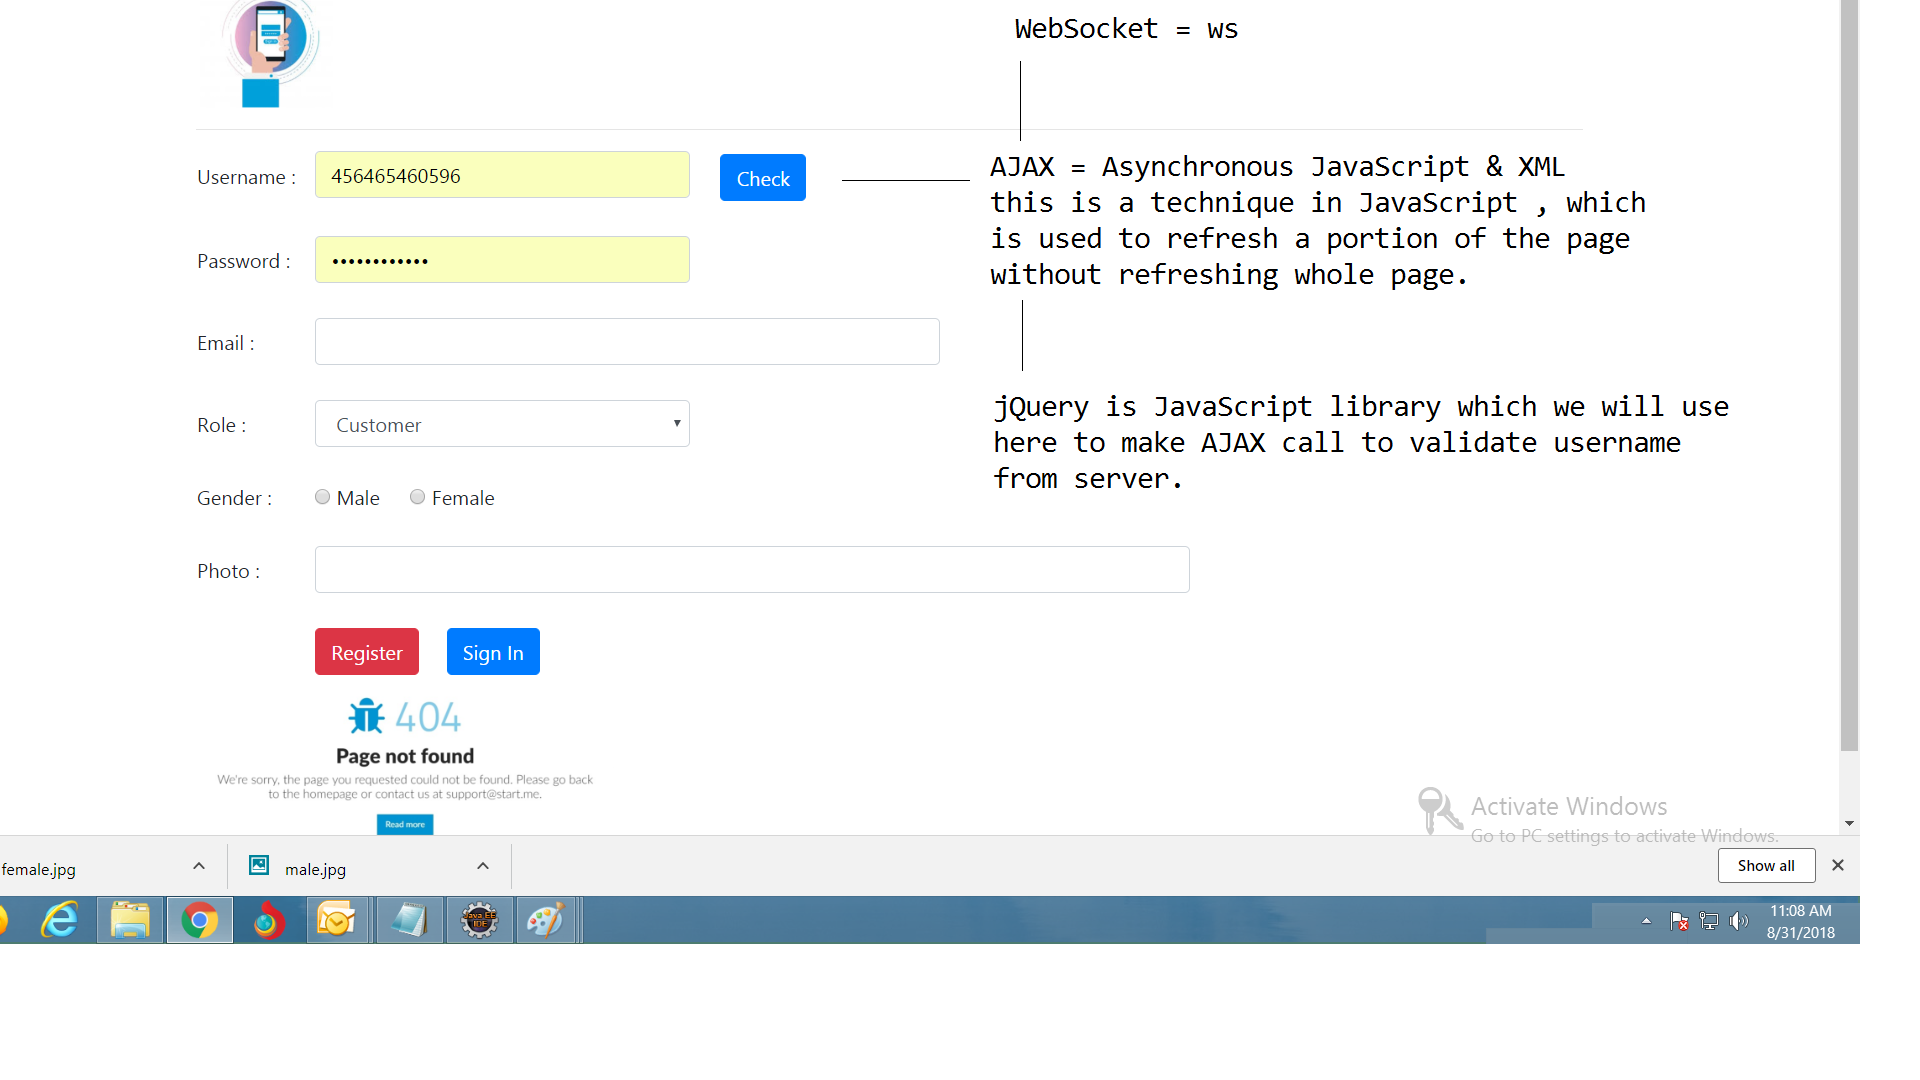 WebSocket = ws
Username :
456465460596
Check
AJAX = Asynchronous JavaScript & XML
this is a technique in JavaScript , which
is used to refresh a portion of the page
without refreshing whole page.
Password :
••••••••••••
Email :
jQuery is JavaScript library which we will use
here to make AJAX call to validate username
from server.
Role :
Customer
Gender :
Male
Female
Photo :
Register
Sign In
404
Page not found
We're sorry, the page you requested could not be found. Please go back
to the homepage or contact us at support@start.me.
Read more
Activate Windows
Go to PC settings to activate Windows.
female.jpg
male.jpg
Show all
Java EE
IDE
11:08 AM
8/31/2018